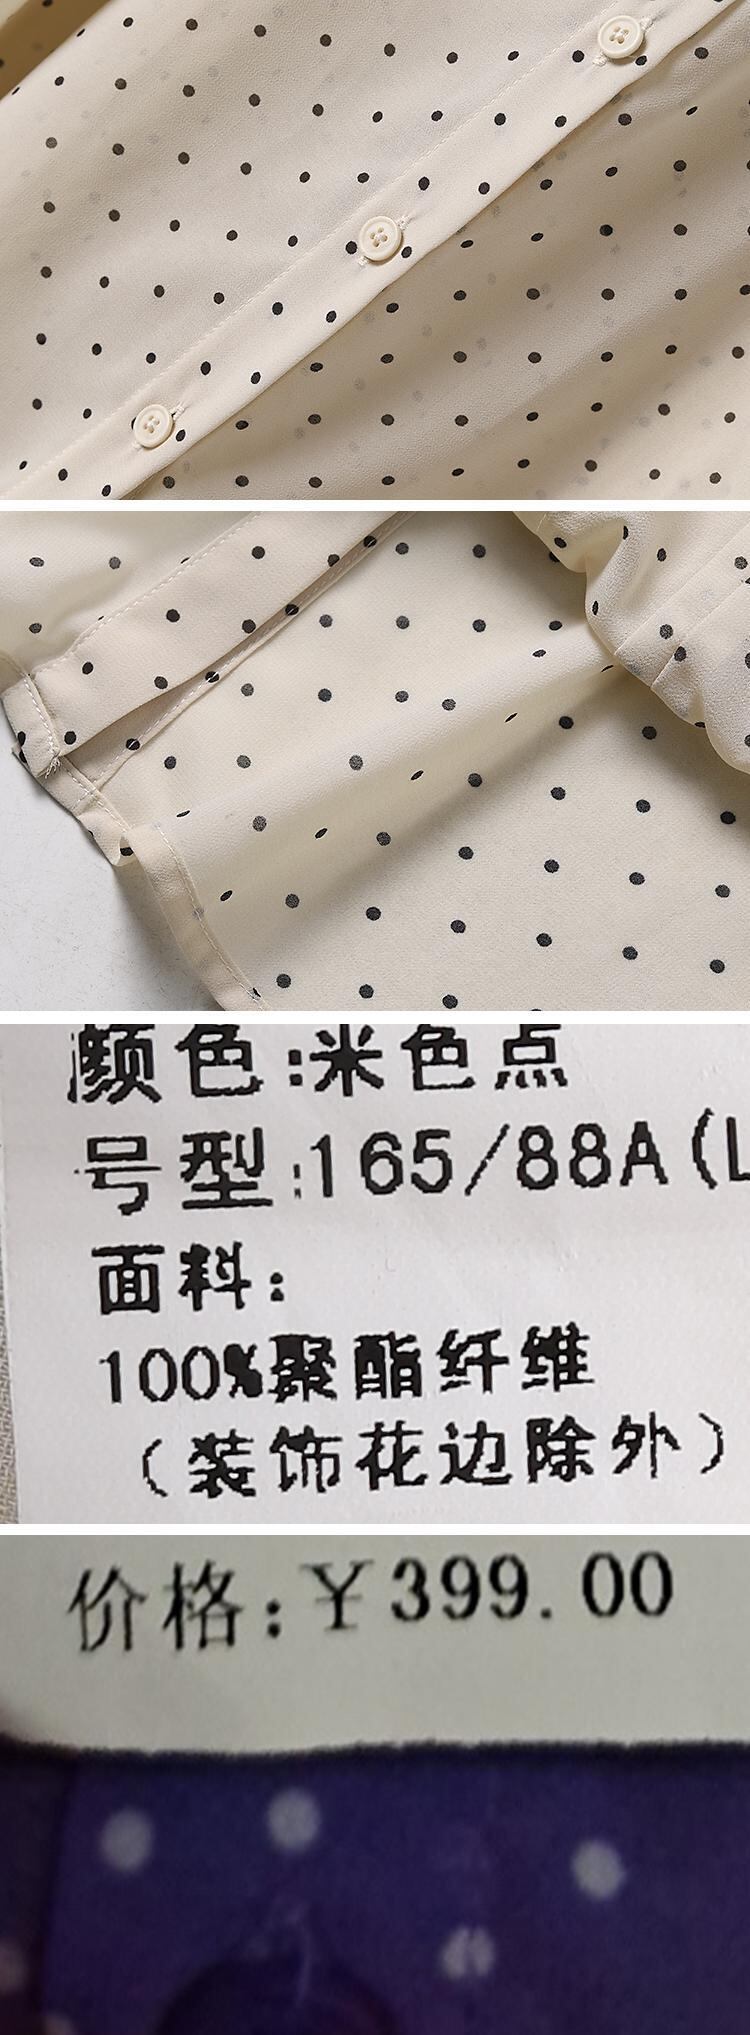 颜色:米色点
号型:165/88A(L
面料:
100%聚酯纤维
(装饰花边除外)
价格:¥399.00